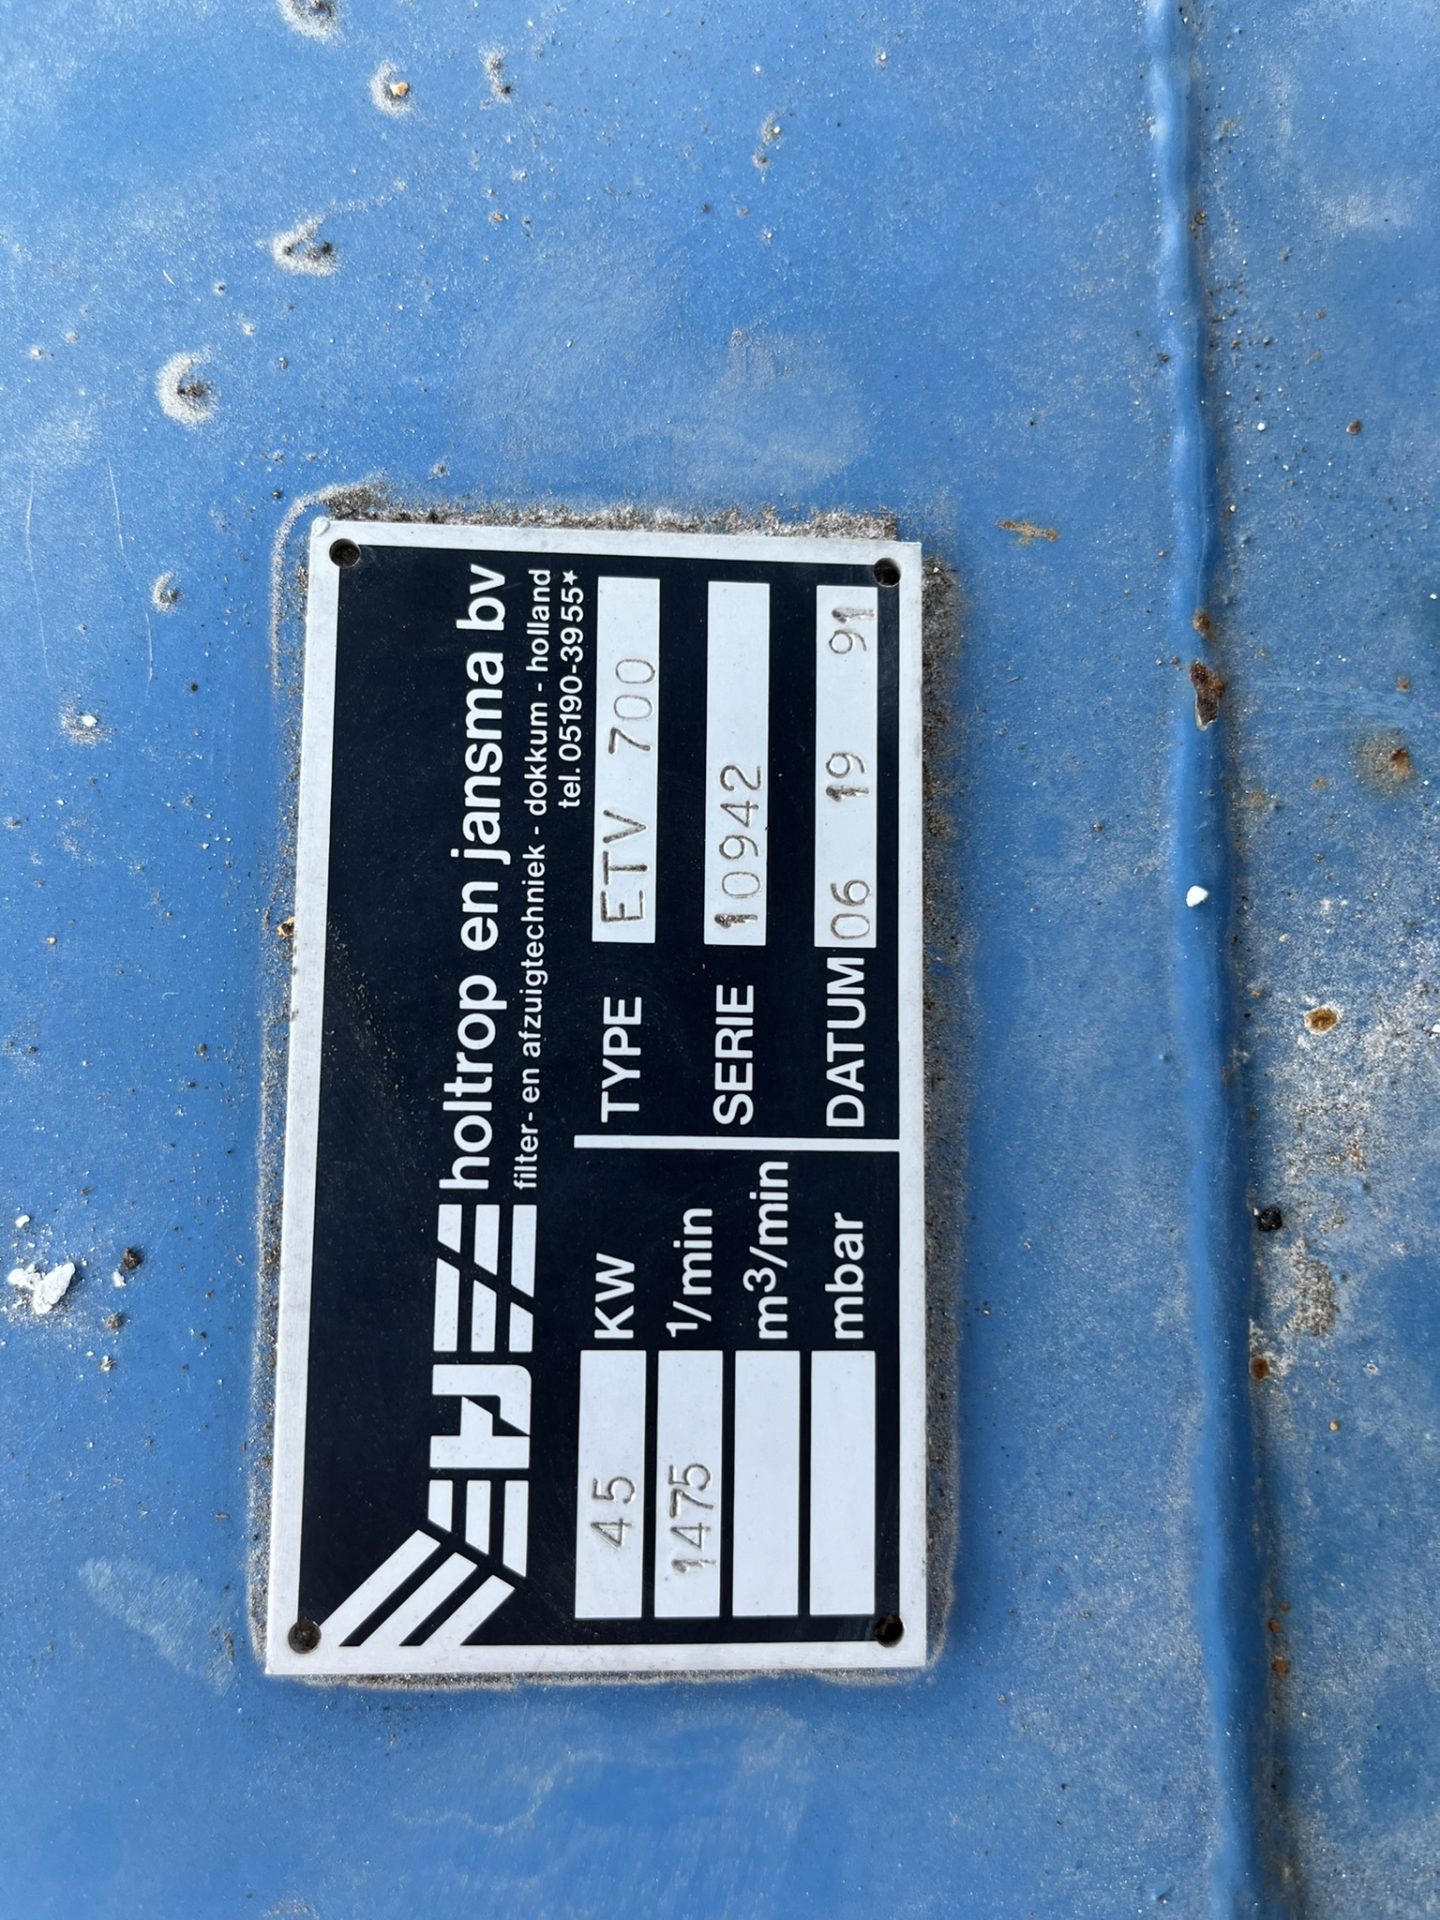 HJ holtrop en jansma bv
filter- en afzuigtechniek - dokkum - holland
tel. 05190-3955*
45 KW
1475 1/min
m³/min
mbar
TYPE ETV 700
SERIE 10942
DATUM 06 19 91